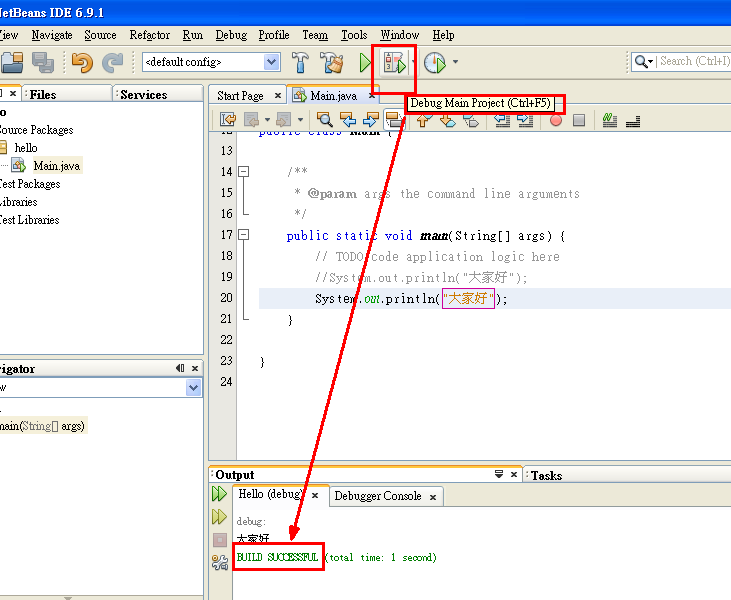 NetBeans IDE 6.9.1
View Navigate Source Refactor Run Debug Profile Team Tools Window Help
<default config>
Search (Ctrl+I)
Files
Services
Start Page
Main.java
Debug Main Project (Ctrl+F5)
Source Packages
hello
Main.java
Test Packages
Libraries
Test Libraries
12 public class Main {
13
14 /**
15 * @param args the command line arguments
16 */
17 public static void main(String[] args) {
18 // TODO code application logic here
19 //System.out.println("大家好");
20 System.out.println("大家好");
21 }
22
23 }
24
Navigator
main(String[] args)
Output
Tasks
Hello (debug)
Debugger Console
debug:
大家好
BUILD SUCCESSFUL (total time: 1 second)